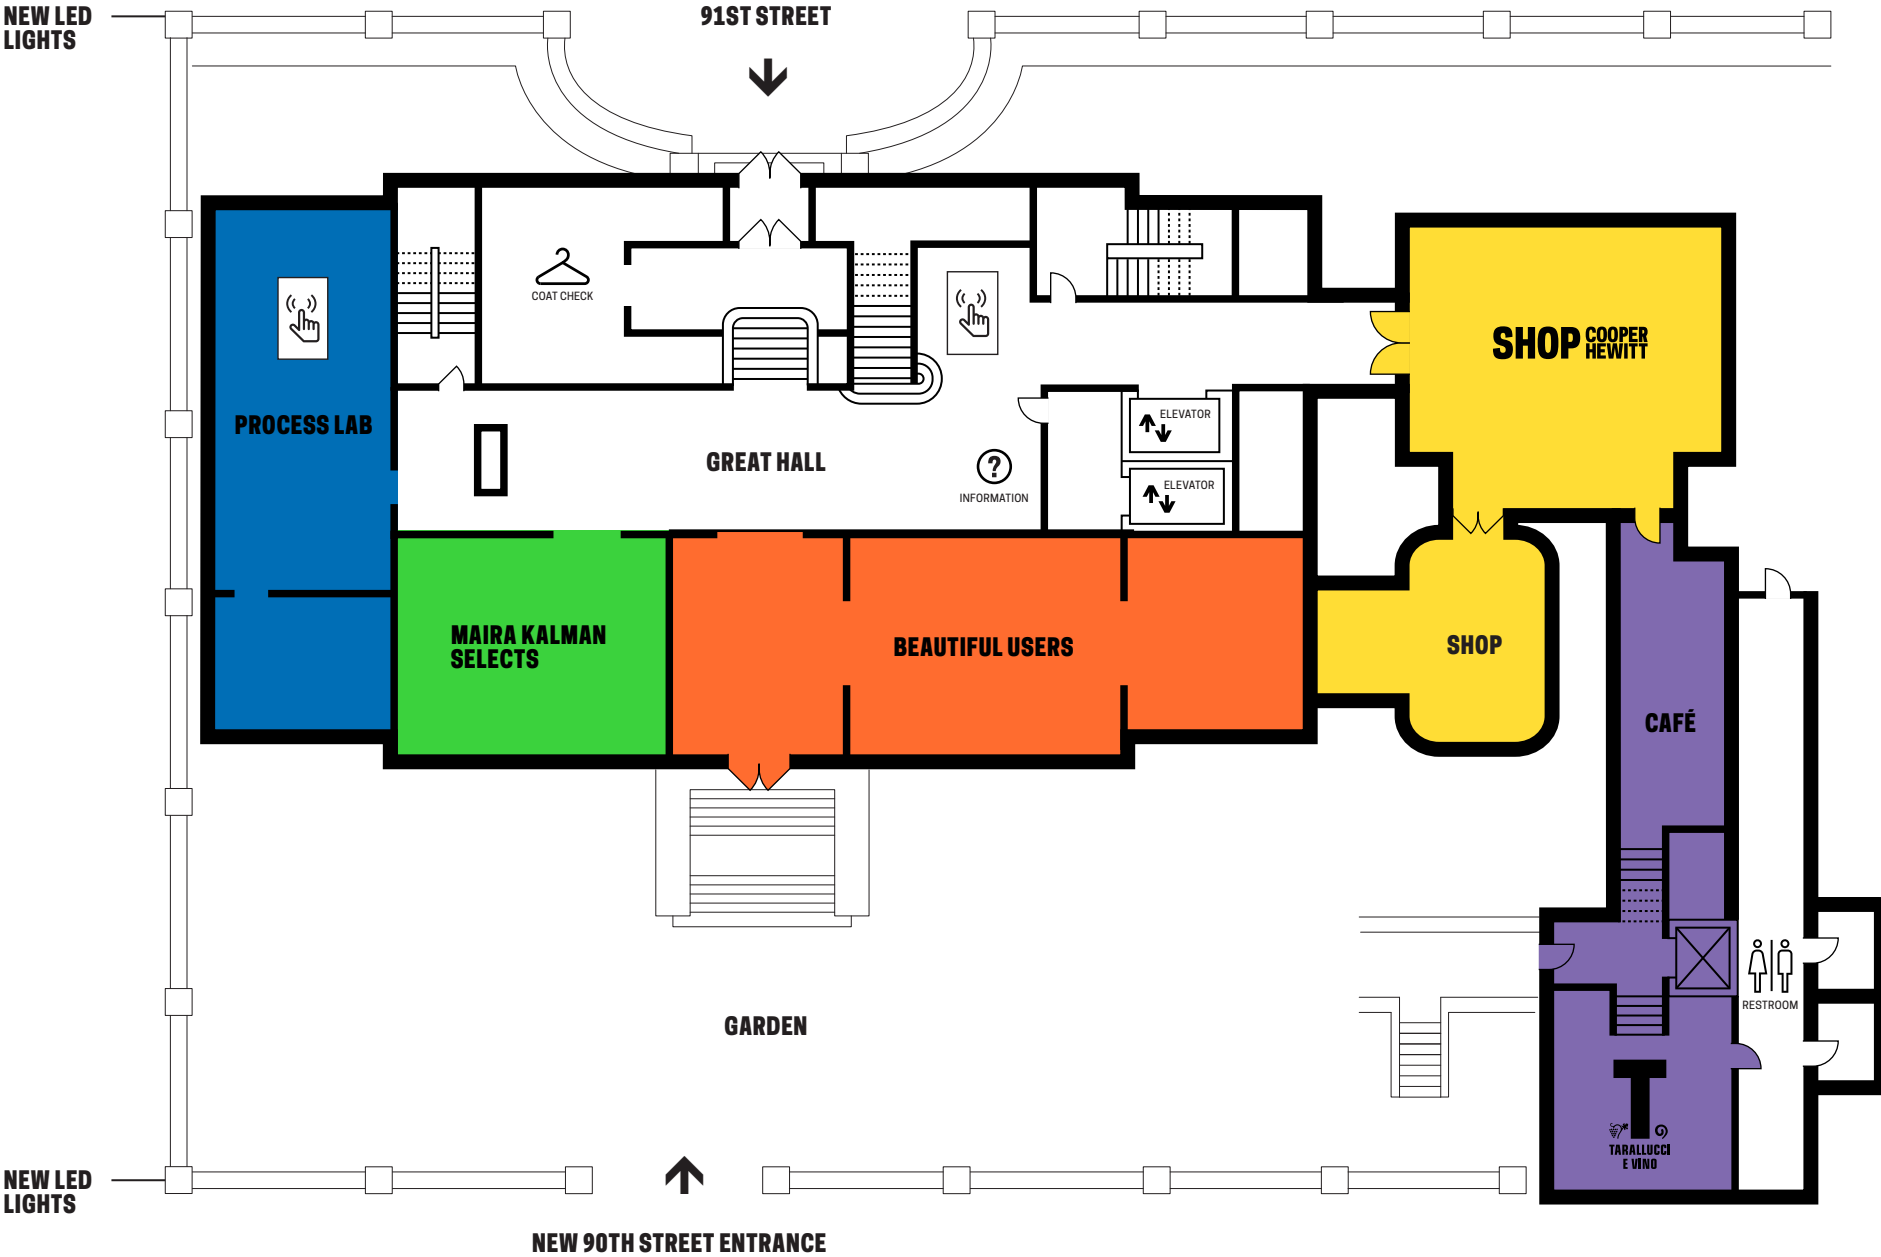 NEW LED
LIGHTS
91ST STREET
COAT CHECK
SHOP COOPER
HEWITT
PROCESS LAB
GREAT HALL
?
INFORMATION
ELEVATOR
ELEVATOR
MAIRA KALMAN
SELECTS
BEAUTIFUL USERS
SHOP
CAFÉ
RESTROOM
GARDEN
T
TARALLUCCI
E VINO
NEW LED
LIGHTS
NEW 90TH STREET ENTRANCE